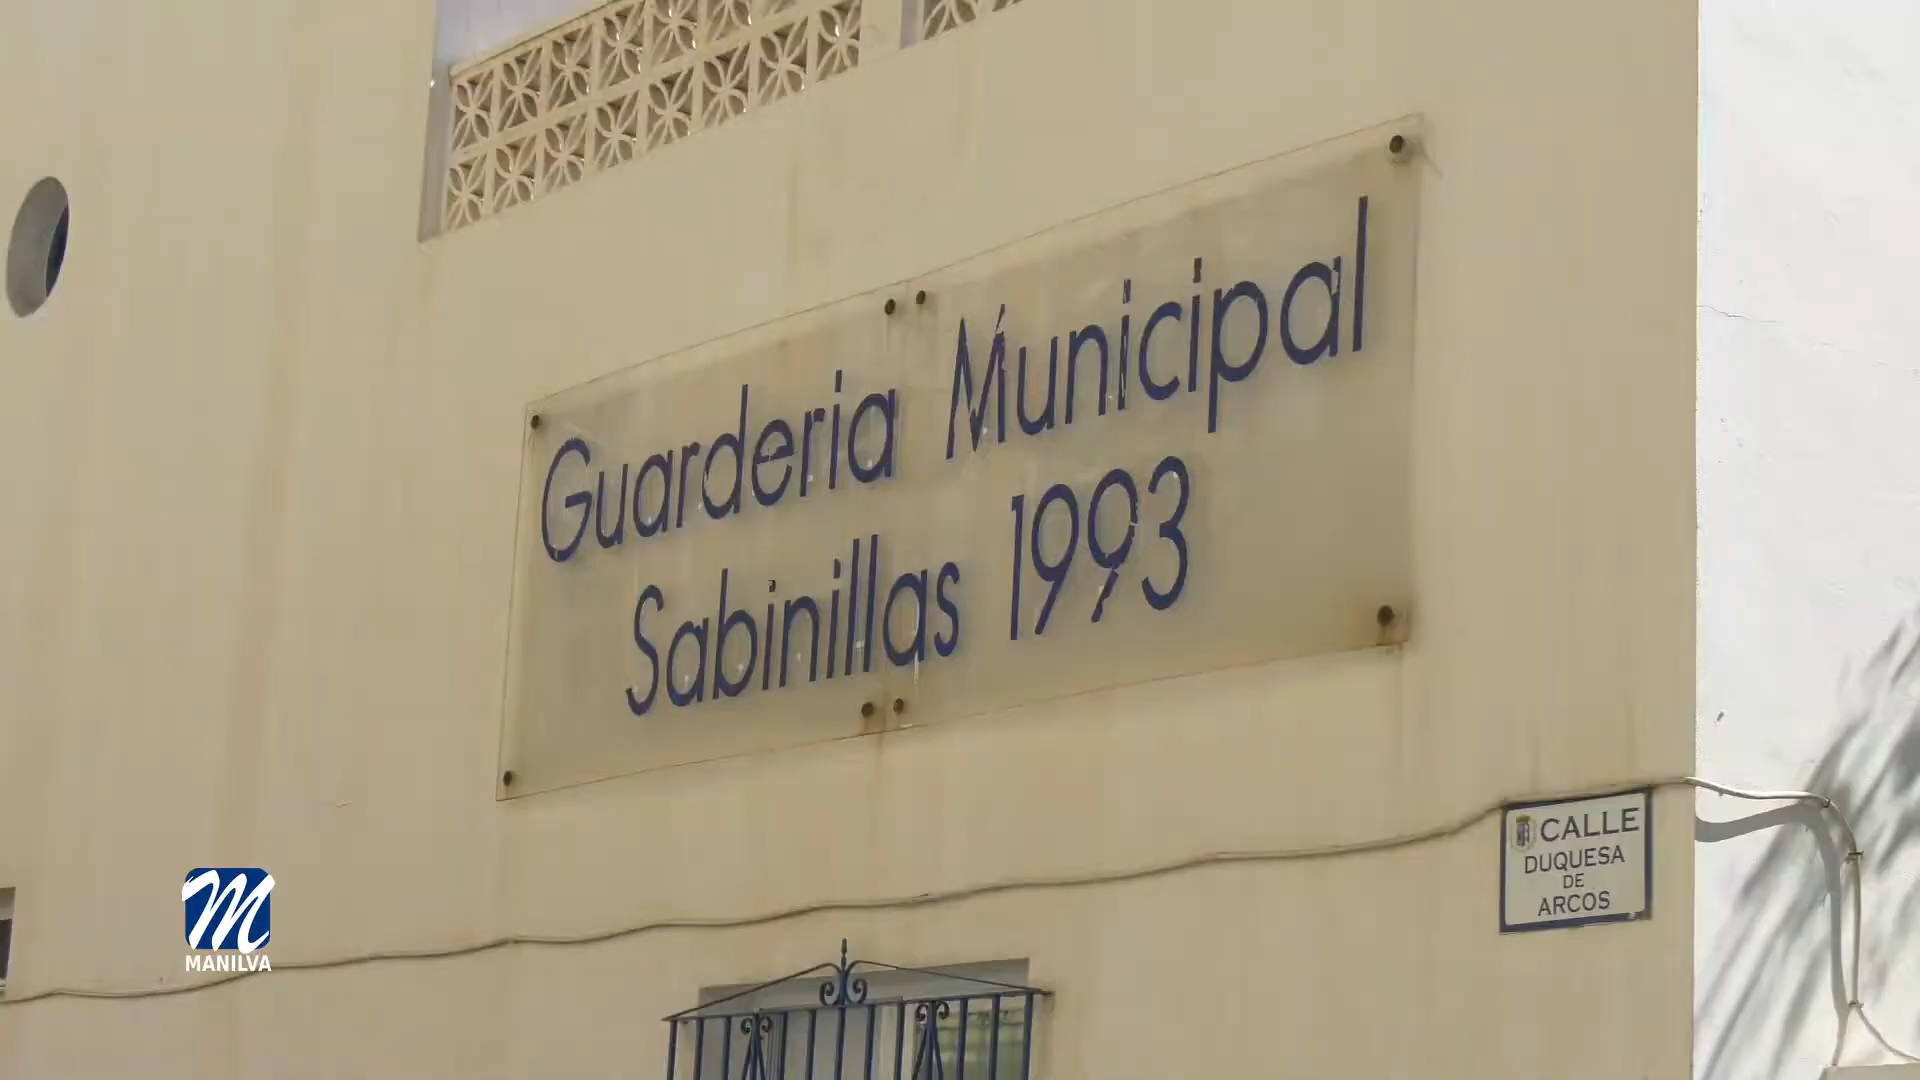 Guarderia Municipal
Sabinillas 1993
CALLE
DUQUESA
DE
ARCOS
M
MANILVA